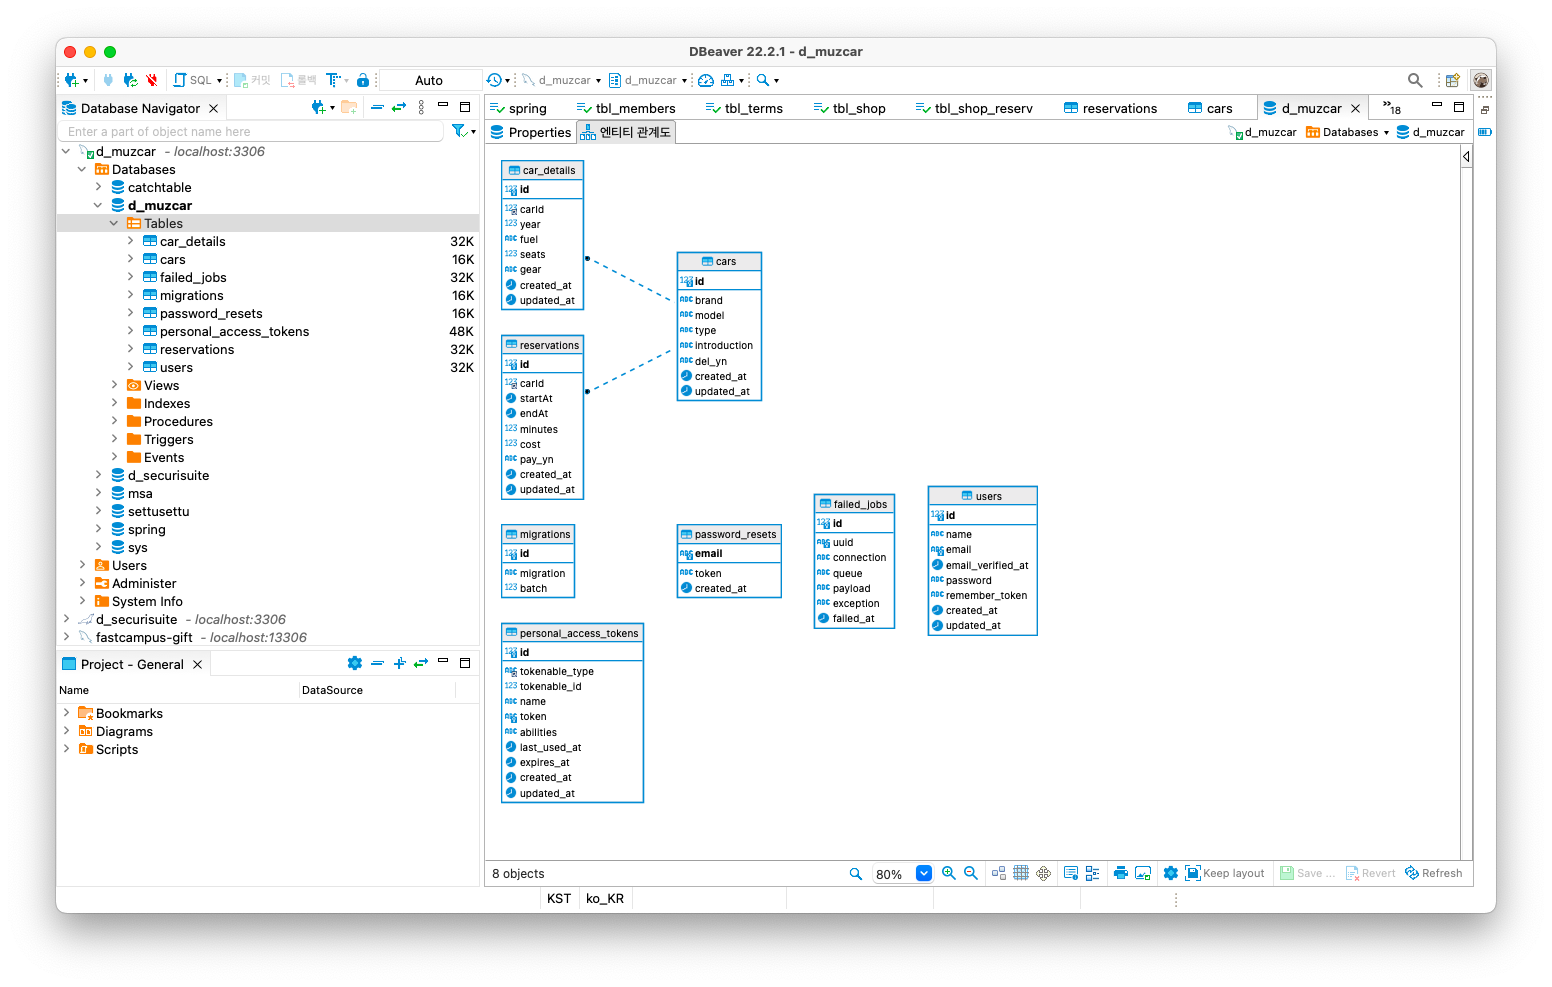 DBeaver 22.2.1 - d_muzcar
SQL 커밋 롤백 Auto d_muzcar d_muzcar
Database Navigator
Enter a part of object name here
d_muzcar - localhost:3306
Databases
catchtable
d_muzcar
Tables
car_details 32K
cars 16K
failed_jobs 32K
migrations 16K
password_resets 16K
personal_access_tokens 48K
reservations 32K
users 32K
Views
Indexes
Procedures
Triggers
Events
d_securisuite
msa
settusettu
spring
sys
Users
Administer
System Info
d_securisuite - localhost:3306
fastcampus-gift - localhost:13306
Project - General
Name DataSource
Bookmarks
Diagrams
Scripts
spring tbl_members tbl_terms tbl_shop tbl_shop_reserv reservations cars d_muzcar »18
Properties 엔티티 관계도 d_muzcar Databases d_muzcar
car_details
id
carId
year
fuel
seats
gear
created_at
updated_at
cars
id
brand
model
type
introduction
del_yn
created_at
updated_at
reservations
id
carId
startAt
endAt
minutes
cost
pay_yn
created_at
updated_at
migrations
id
migration
batch
password_resets
email
token
created_at
failed_jobs
id
uuid
connection
queue
payload
exception
failed_at
users
id
name
email
email_verified_at
password
remember_token
created_at
updated_at
personal_access_tokens
id
tokenable_type
tokenable_id
name
token
abilities
last_used_at
expires_at
created_at
updated_at
8 objects 80% Keep layout Save ... Revert Refresh
KST ko_KR